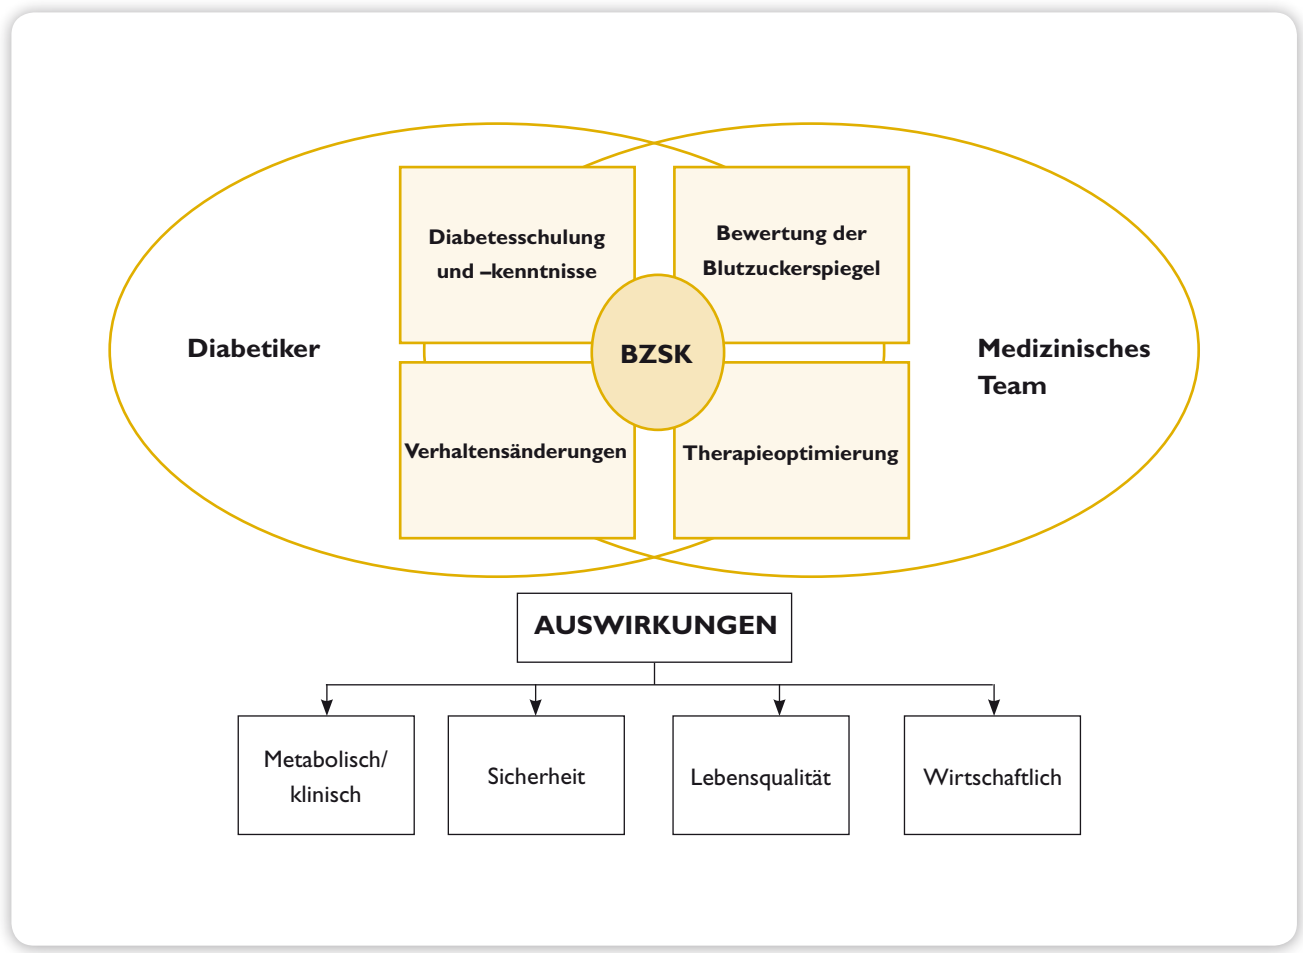 Diabetesschulung
und –kenntnisse
Bewertung der
Blutzuckerspiegel
Diabetiker
BZSK
Medizinisches
Team
Verhaltensänderungen
Therapieoptimierung
AUSWIRKUNGEN
Metabolisch/
klinisch
Sicherheit
Lebensqualität
Wirtschaftlich